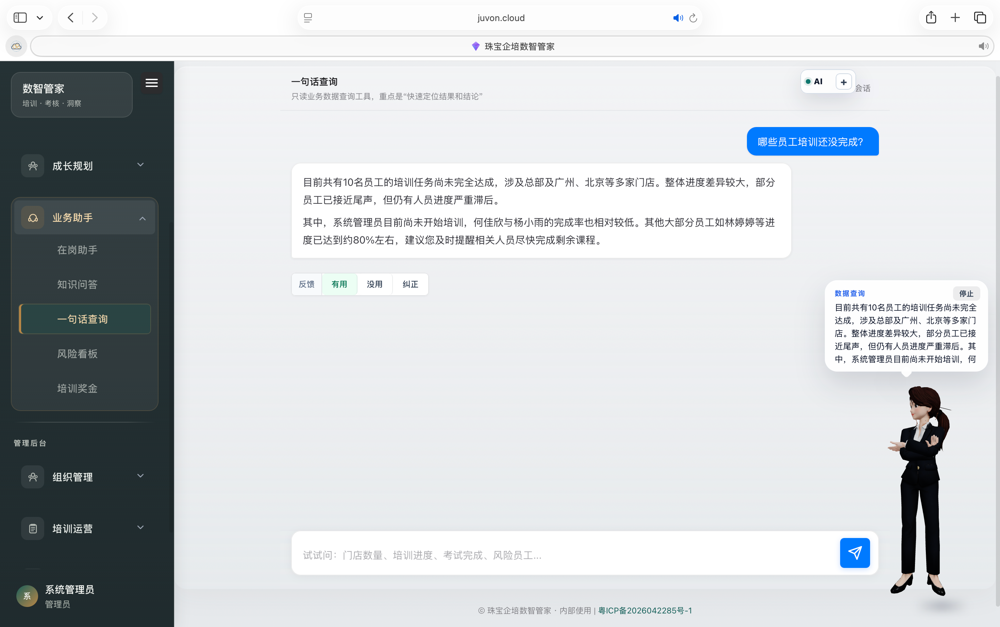 juvon.cloud
珠宝企培数智管家
数智管家
培训 · 考核 · 洞察
成长规划
业务助手
在岗助手
知识问答
一句话查询
风险看板
培训奖金
管理后台
组织管理
培训运营
系
系统管理员
管理员
一句话查询
只读业务数据查询工具，重点是“快速定位结果和结论”
AI
会话
哪些员工培训还没完成？
目前共有10名员工的培训任务尚未完全达成，涉及总部及广州、北京等多家门店。整体进度差异较大，部分
员工已接近尾声，但仍有人员进度严重滞后。
其中，系统管理员目前尚未开始培训，何佳欣与杨小雨的完成率也相对较低。其他大部分员工如林婷婷等进
度已达到约80%左右，建议您及时提醒相关人员尽快完成剩余课程。
反馈 有用 没用 纠正
数据查询 停止
目前共有10名员工的培训任务尚未完全
达成，涉及总部及广州、北京等多家门
店。整体进度差异较大，部分员工已接
近尾声，但仍有人员进度严重滞后。其
中，系统管理员目前尚未开始培训，何
试试问：门店数量、培训进度、考试完成、风险员工...
© 珠宝企培数智管家 · 内部使用 | 粤ICP备2026042285号-1